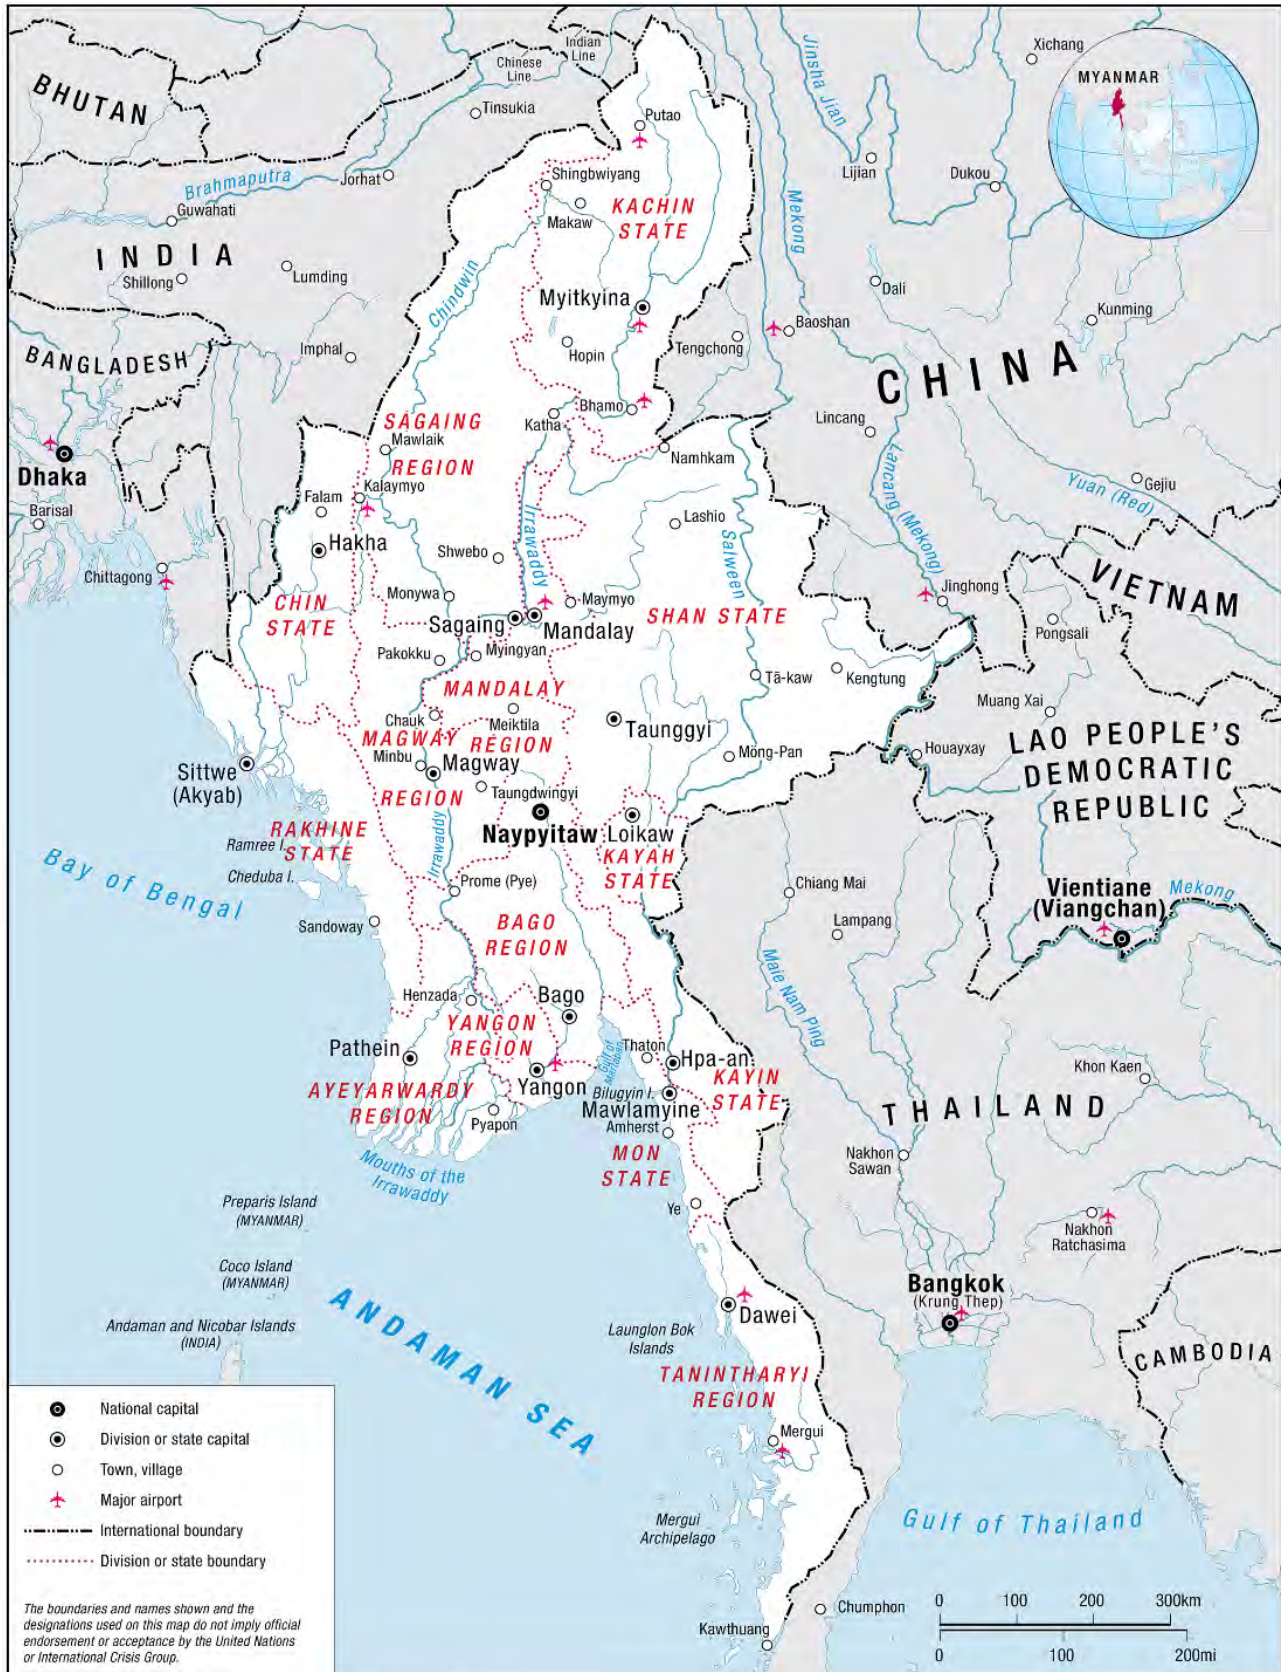 Indian
Line
Chinese
Line
Xichang
MYANMAR
BHUTAN
Tinsukia
Putao
Jinsha Jian
Lijian
Dukou
Brahmaputra
Jorhat
Shingbwiyang
Makaw
KACHIN
STATE
Mekong
Guwahati
INDIA
Shillong
Lumding
Chindwin
Myitkyina
Dali
Kunming
Baoshan
Tengchong
Hopin
Imphal
BANGLADESH
CHINA
Bhamo
Katha
SAGAING
REGION
Mawlaik
Lincang
Namhkam
Dhaka
Barisal
Falam
Kalaymyo
Lancang (Mekong)
Yuan (Red)
Gejiu
Irrawaddy
Lashio
Salween
Hakha
Shwebo
Chittagong
VIETNAM
Jinghong
Monywa
Maymyo
CHIN
STATE
Sagaing
Mandalay
SHAN STATE
Pongsali
Pakokku
Myingyan
Tā-kaw
Kengtung
MANDALAY
REGION
Chauk
Meiktila
Taunggyi
Muang Xai
MAGWAY
REGION
Minbu
Magway
Möng-Pan
Houayxay
LAO PEOPLE'S
DEMOCRATIC
REPUBLIC
Sittwe
(Akyab)
Taungdwingyi
Naypyitaw
Loikaw
RAKHINE
STATE
Ramree I.
Cheduba I.
Irrawaddy
KAYAH
STATE
Bay of Bengal
Prome (Pye)
Chiang Mai
Lampang
Vientiane
(Viangchan)
Mekong
Sandoway
BAGO
REGION
Maie Nam Ping
Henzada
Bago
YANGON
REGION
Pathein
Gulf of
Martaban
Thaton
Hpa-an
Khon Kaen
Yangon
KAYIN
STATE
AYEYARWARDY
REGION
Bilugyin I.
Mawlamyine
THAILAND
Pyapon
Amherst
MON
STATE
Nakhon
Sawan
Mouths of the
Irrawaddy
Preparis Island
(MYANMAR)
Ye
Nakhon
Ratchasima
Coco Island
(MYANMAR)
Bangkok
(Krung Thep)
ANDAMAN SEA
Dawei
Andaman and Nicobar Islands
(INDIA)
Launglon Bok
Islands
CAMBODIA
TANINTHARYI
REGION
Mergui
Mergui
Archipelago
Gulf of Thailand
Chumphon
Kawthuang
National capital
Division or state capital
Town, village
Major airport
International boundary
Division or state boundary
The boundaries and names shown and the
designations used on this map do not imply official
endorsement or acceptance by the United Nations
or International Crisis Group.
0 100 200 300km
0 100 200mi